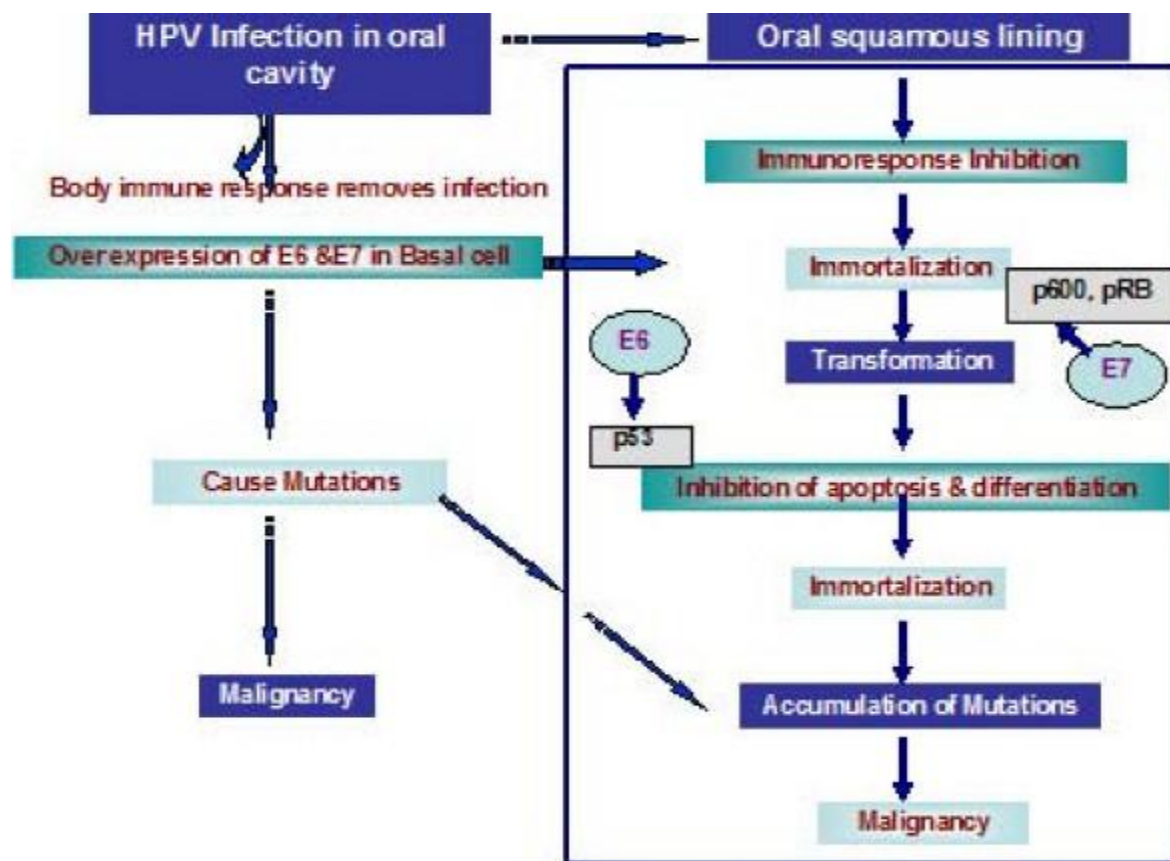 HPV Infection in oral
cavity
Oral squamous lining
Body immune response removes infection
Overexpression of E6 &E7 in Basal cell
Cause Mutations
Malignancy
Immunoresponse Inhibition
Immortalization
p600, pRB
E6
Transformation
E7
p53
Inhibition of apoptosis & differentiation
Immortalization
Accumulation of Mutations
Malignancy